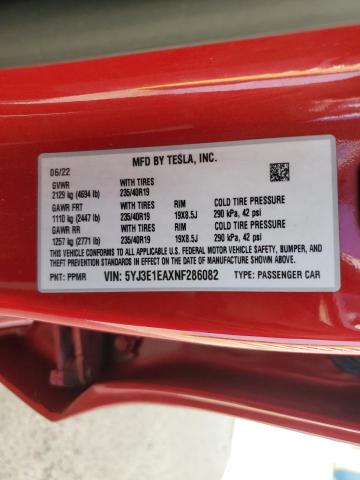 MFD BY TESLA, INC.
06/22
GVWR WITH TIRES
2129 kg (4694 lb) 235/40R19
GAWR FRT WITH TIRES RIM COLD TIRE PRESSURE
1110 kg (2447 lb) 235/40R19 19X8.5J 290 kPa, 42 psi
GAWR RR WITH TIRES RIM COLD TIRE PRESSURE
1257 kg (2771 lb) 235/40R19 19X8.5J 290 kPa, 42 psi
THIS VEHICLE CONFORMS TO ALL APPLICABLE U.S. FEDERAL MOTOR VEHICLE SAFETY, BUMPER, AND
THEFT PREVENTION STANDARDS IN EFFECT ON THE DATE OF MANUFACTURE SHOWN ABOVE.
PNT: PPMR VIN: 5YJ3E1EAXNF286082 TYPE: PASSENGER CAR